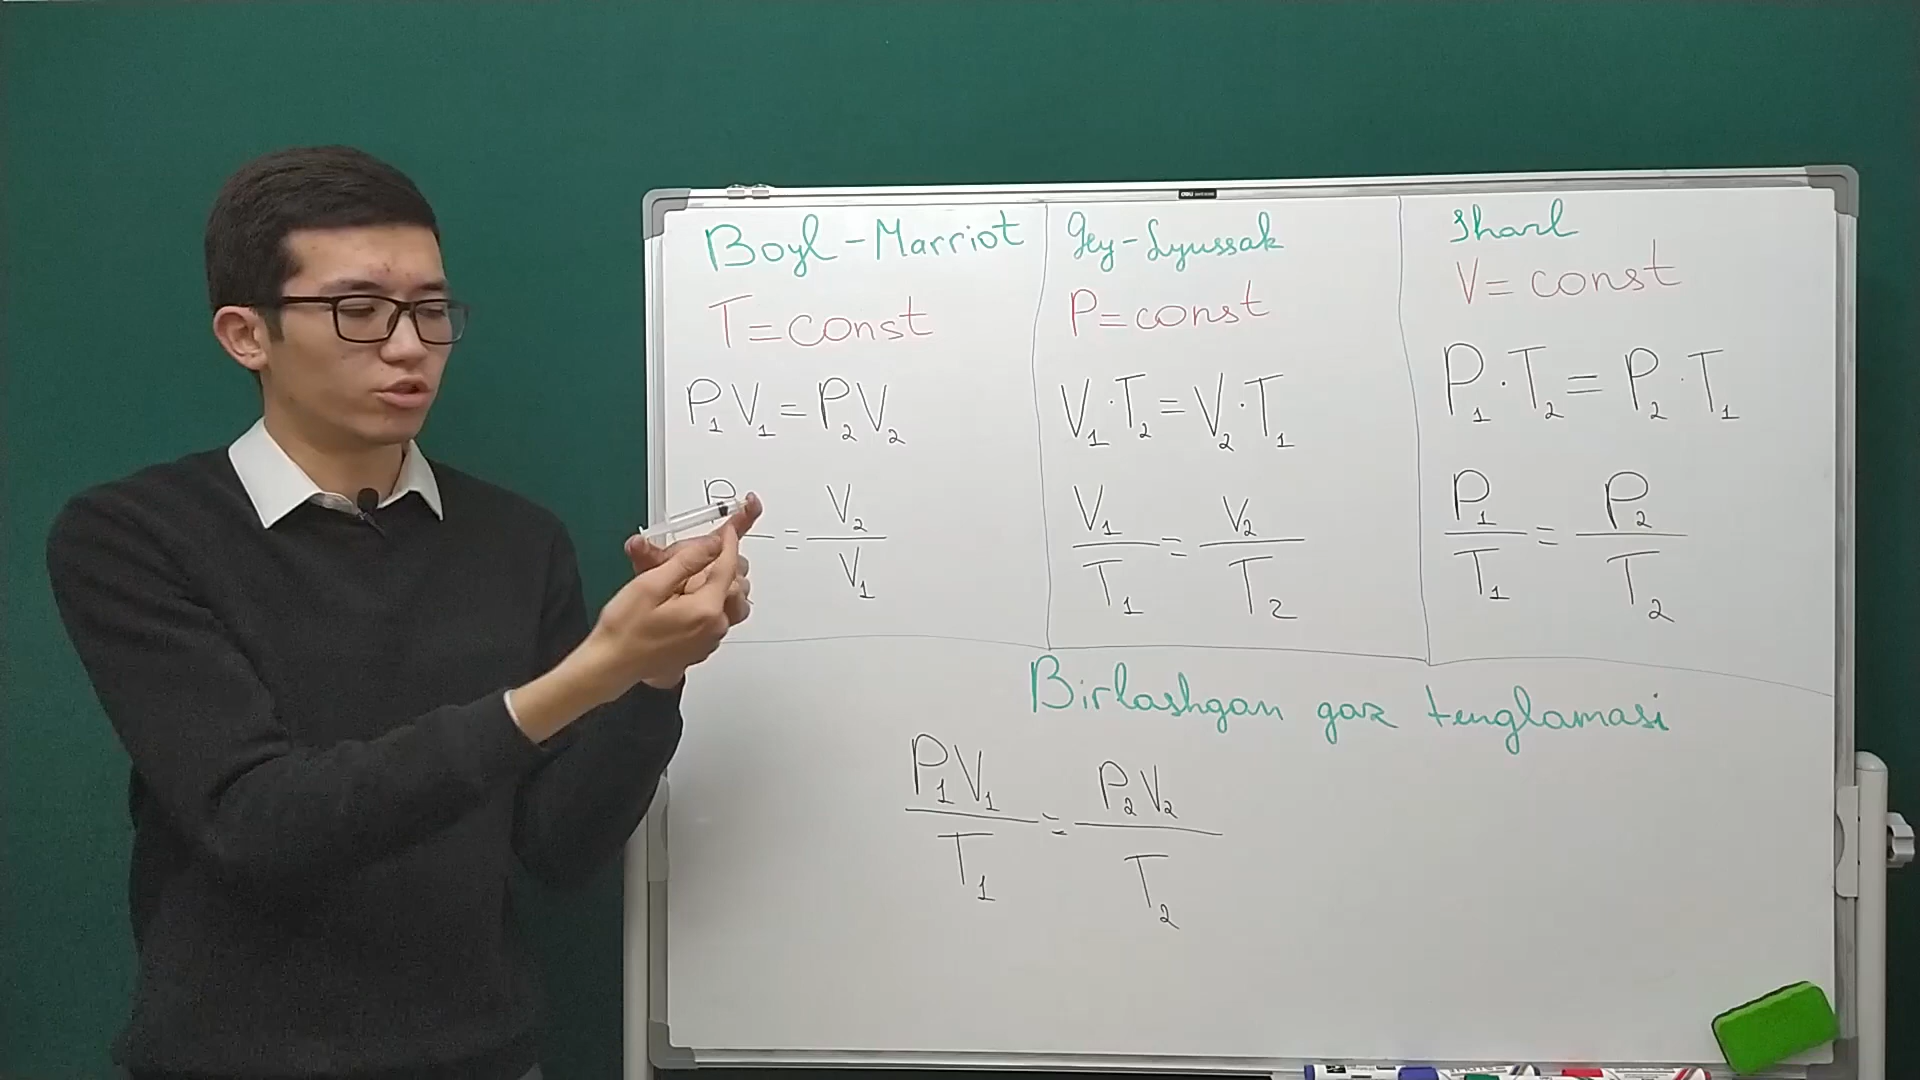 deli
Boyl-Marriot
T=const
P₁V₁=P₂V₂
P = V₂/V₁
Gey-Lyussak
P=const
V₁·T₂=V₂·T₁
V₁/T₁=V₂/T₂
Sharl
V=const
P₁·T₂=P₂·T₁
P₁/T₁=P₂/T₂
Birlashgan gaz tenglamasi
P₁V₁/T₁=P₂V₂/T₂